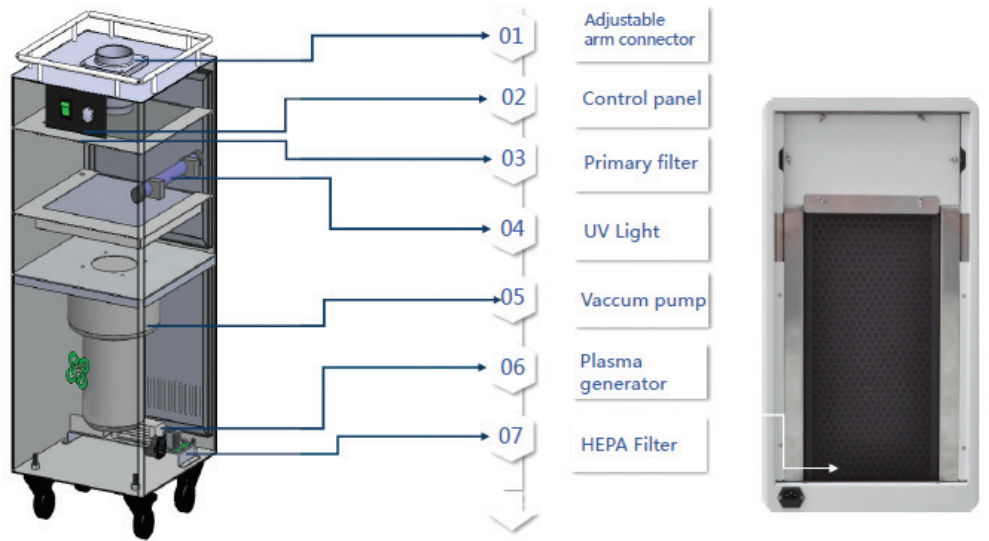 01
Adjustable
arm connector
02
Control panel
03
Primary filter
04
UV Light
05
Vaccum pump
06
Plasma
generator
07
HEPA Filter